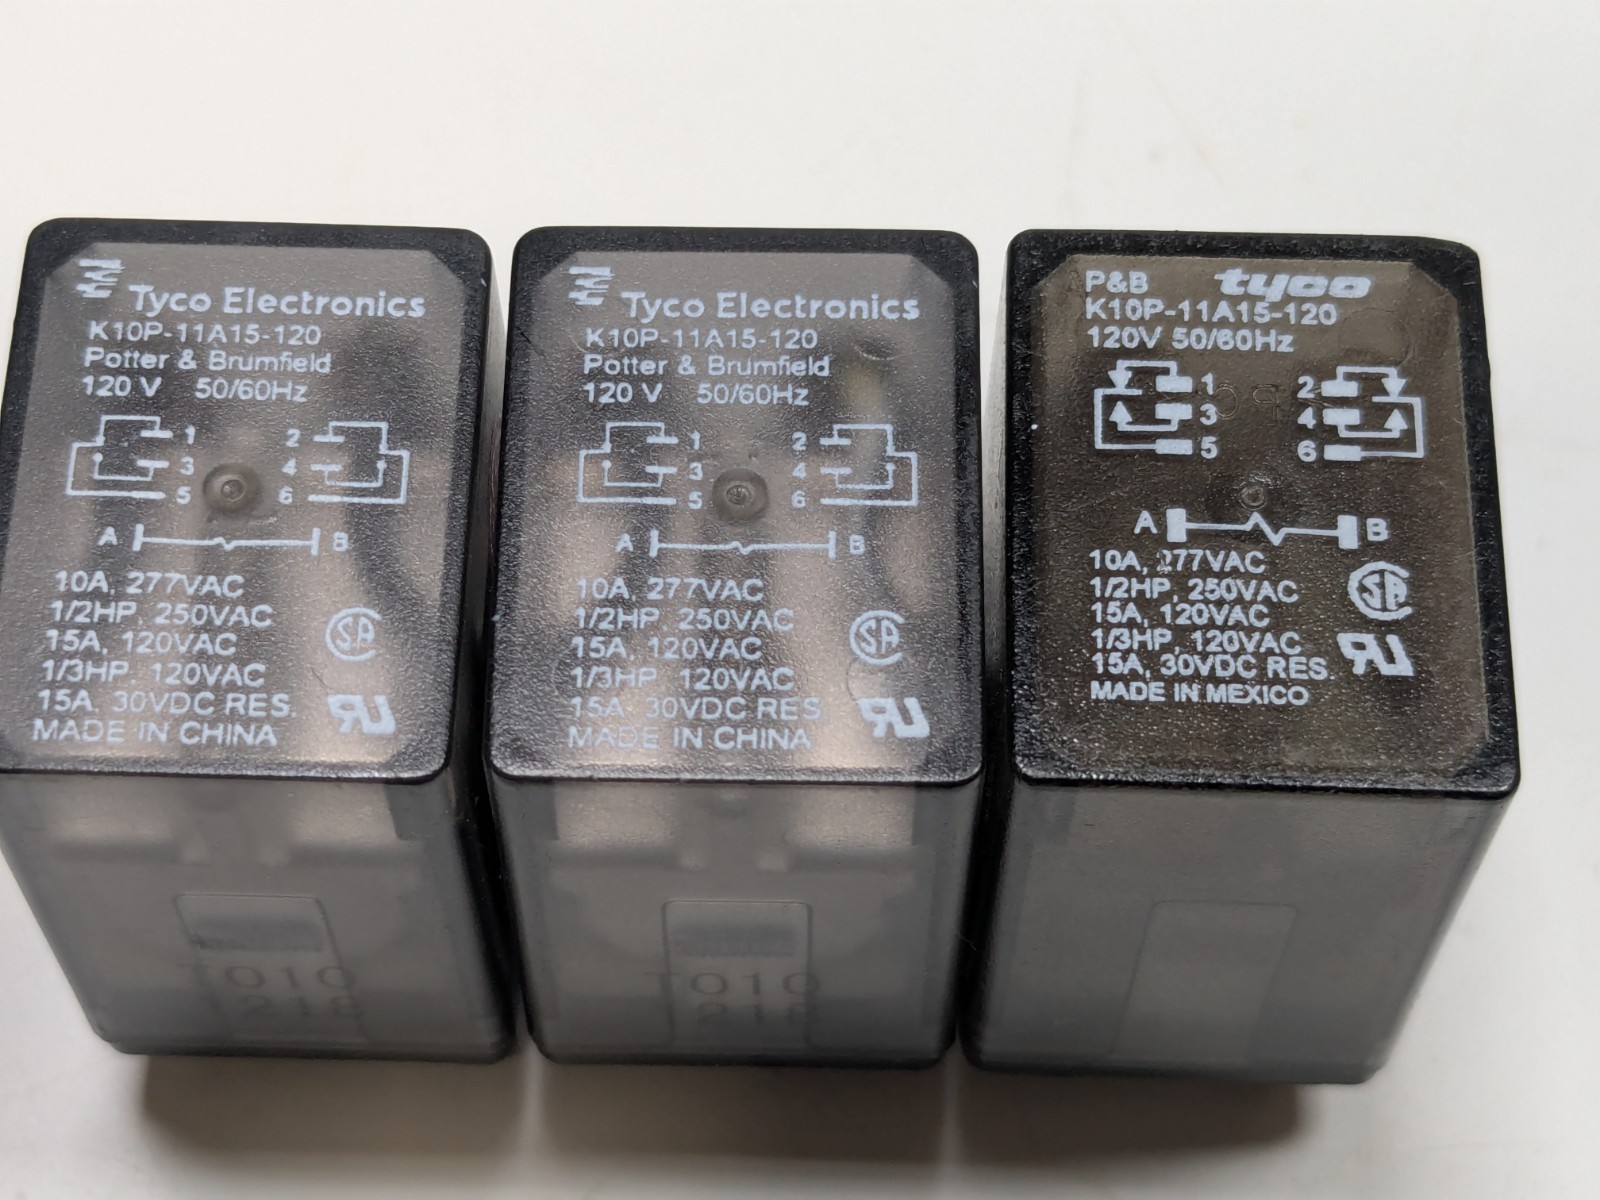 Tyco Electronics
K10P-11A15-120
Potter & Brumfield
120 V 50/60Hz
1 2
3 4
5 6
A B
10A, 277VAC
1/2HP, 250VAC
15A, 120VAC
1/3HP, 120VAC
15A, 30VDC RES.
MADE IN CHINA
Tyco Electronics
K10P-11A15-120
Potter & Brumfield
120 V 50/60Hz
1 2
3 4
5 6
A B
10A, 277VAC
1/2HP, 250VAC
15A, 120VAC
1/3HP, 120VAC
15A, 30VDC RES
MADE IN CHINA
P&B tyco
K10P-11A15-120
120V 50/60Hz
1 2
3 4
5 6
A B
10A, 277VAC
1/2HP, 250VAC
15A, 120VAC
1/3HP, 120VAC
15A, 30VDC RES.
MADE IN MEXICO